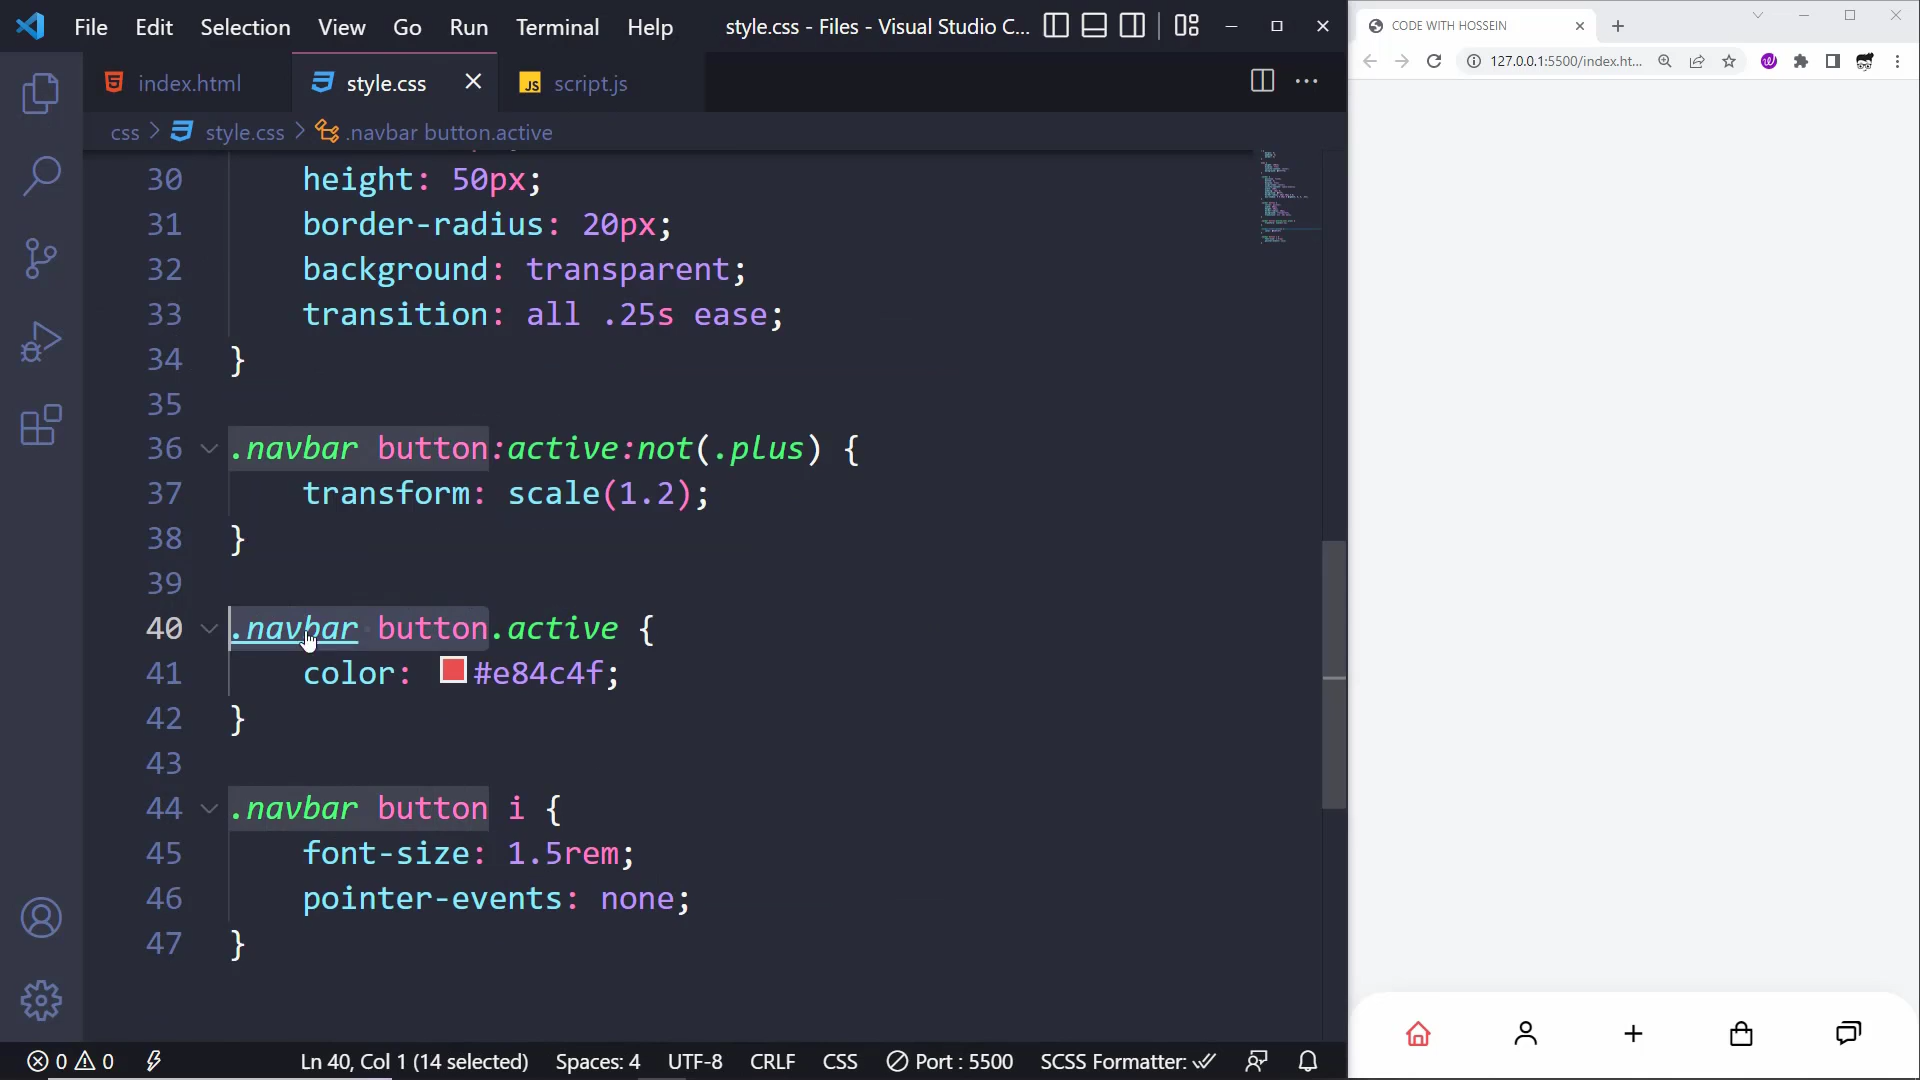 File Edit Selection View Go Run Terminal Help style.css - Files - Visual Studio C...
CODE WITH HOSSEIN
127.0.0.1:5500/index.ht...
index.html style.css JS script.js
css > style.css > .navbar button.active
30 height: 50px;
31 border-radius: 20px;
32 background: transparent;
33 transition: all .25s ease;
34 }
35
36 .navbar button:active:not(.plus) {
37 transform: scale(1.2);
38 }
39
40 .navbar button.active {
41 color: #e84c4f;
42 }
43
44 .navbar button i {
45 font-size: 1.5rem;
46 pointer-events: none;
47 }
0 0 Ln 40, Col 1 (14 selected) Spaces: 4 UTF-8 CRLF CSS Port : 5500 SCSS Formatter: